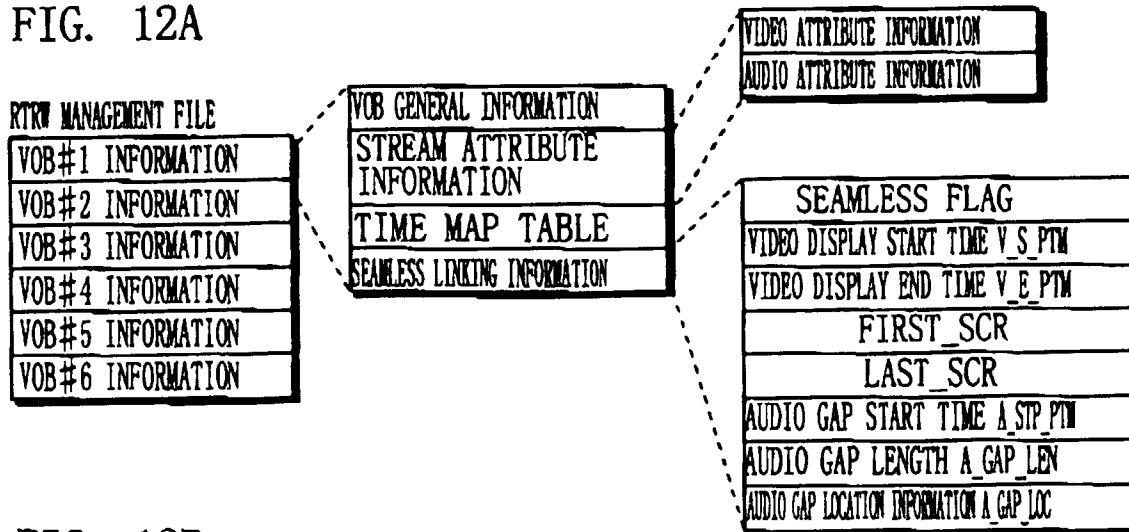 FIG. 12A
RTRW MANAGEMENT FILE
VOB#1 INFORMATION
VOB#2 INFORMATION
VOB#3 INFORMATION
VOB#4 INFORMATION
VOB#5 INFORMATION
VOB#6 INFORMATION
VOB GENERAL INFORMATION
STREAM ATTRIBUTE
INFORMATION
TIME MAP TABLE
SEAMLESS LINKING INFORMATION
VIDEO ATTRIBUTE INFORMATION
AUDIO ATTRIBUTE INFORMATION
SEAMLESS FLAG
VIDEO DISPLAY START TIME V_S_PTM
VIDEO DISPLAY END TIME V_E_PTM
FIRST_SCR
LAST_SCR
AUDIO GAP START TIME A_STP_PTM
AUDIO GAP LENGTH A_GAP_LEN
AUDIO GAP LOCATION INFORMATION A_GAP_LOC